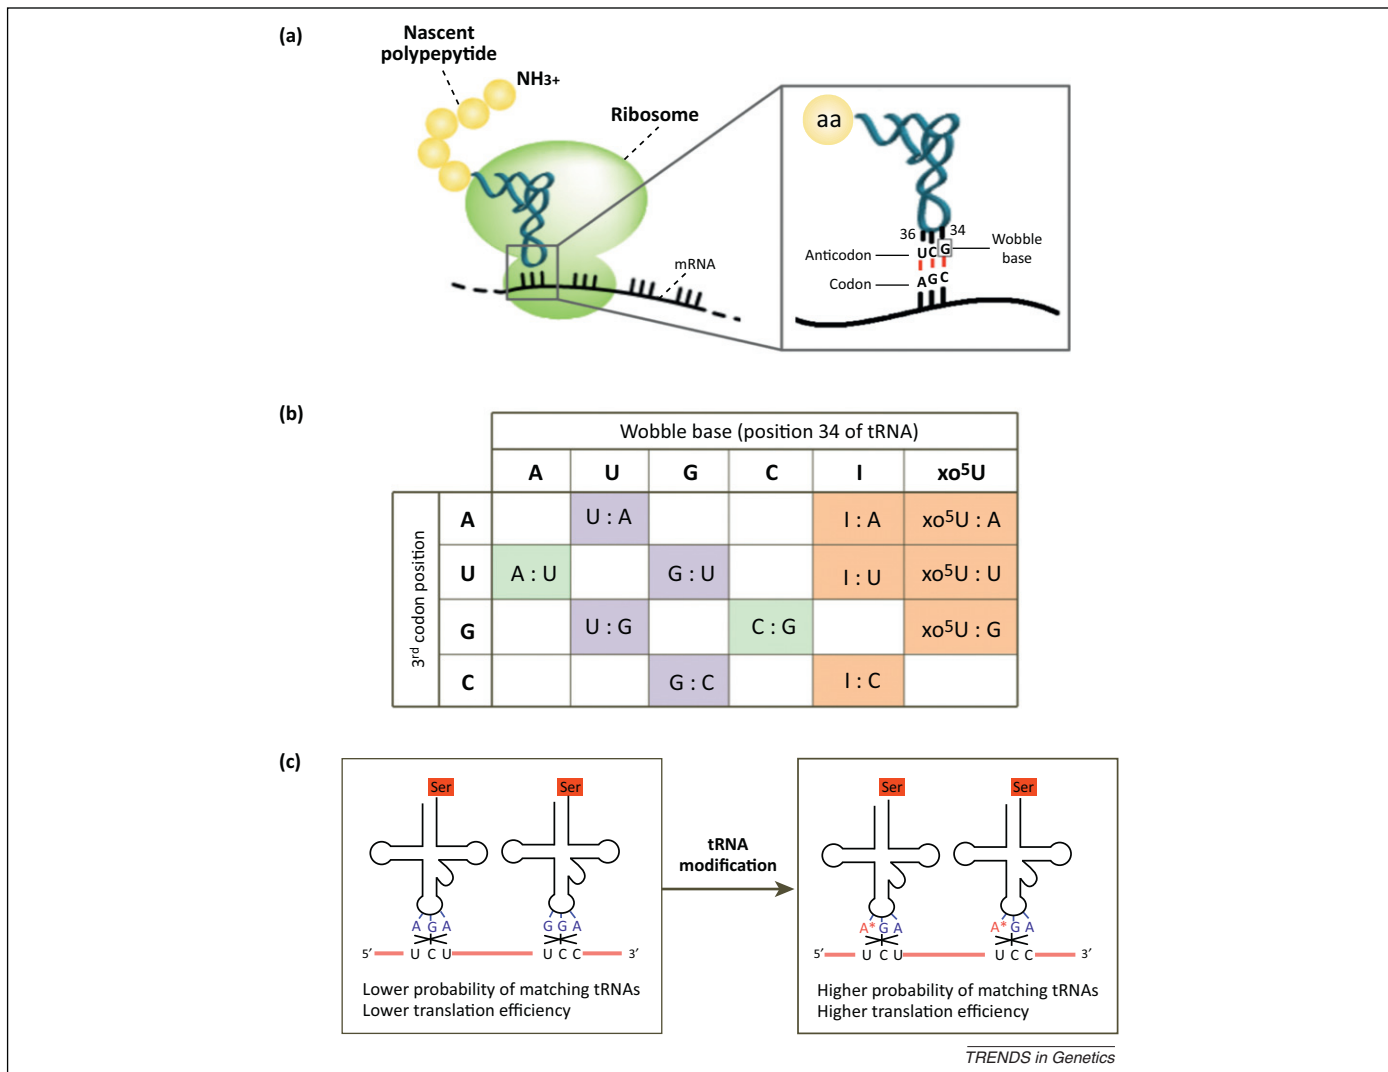 (a)
Nascent
polypepytide
NH3+
Ribosome
mRNA
aa
36
34
Anticodon
U C G
Wobble
base
Codon
A G C
(b)
Wobble base (position 34 of tRNA)
A U G C I xo⁵U
3rd codon position
A U : A I : A xo⁵U : A
U A : U G : U I : U xo⁵U : U
G U : G C : G xo⁵U : G
C G : C I : C
(c)
Ser Ser
A G A G G A
5′ U C U U C C 3′
Lower probability of matching tRNAs
Lower translation efficiency
tRNA
modification
Ser Ser
A* G A A* G A
5′ U C U U C C 3′
Higher probability of matching tRNAs
Higher translation efficiency
TRENDS in Genetics